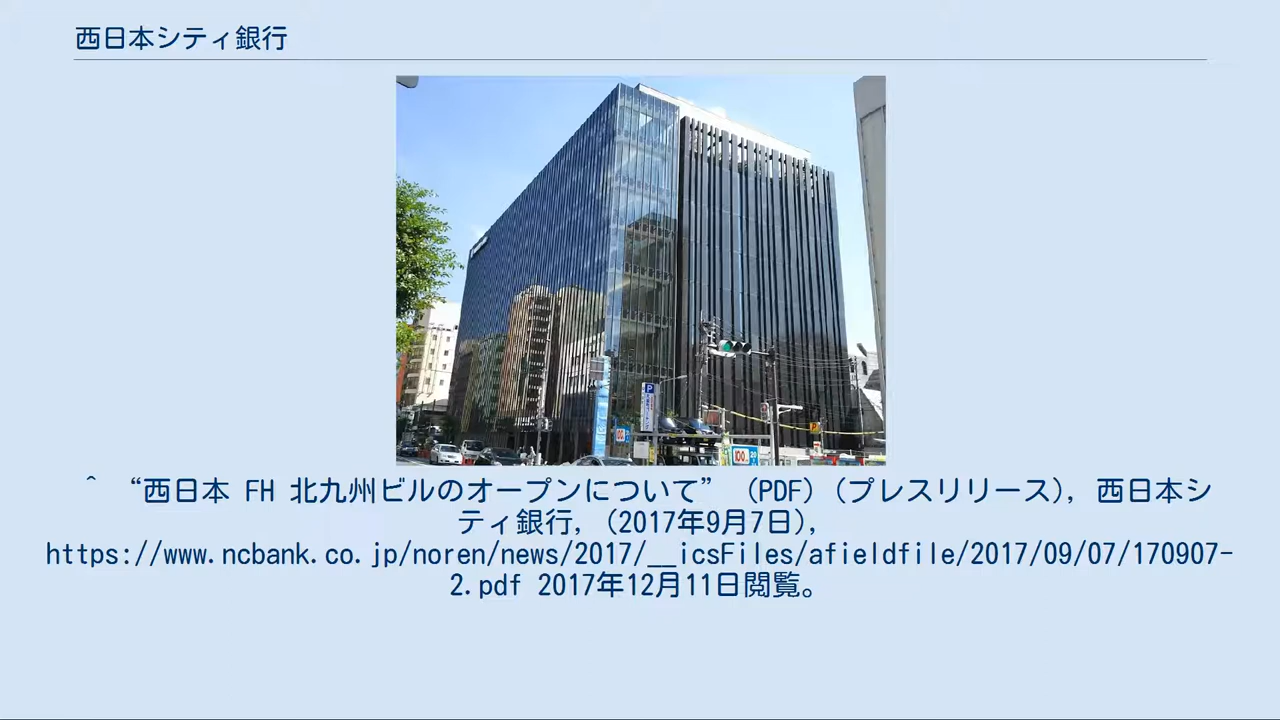 西日本シティ銀行
P
100
P
100
^ “西日本 FH 北九州ビルのオープンについて” (PDF) (プレスリリース), 西日本シ
ティ銀行, (2017年9月7日),
https://www.ncbank.co.jp/noren/news/2017/__icsFiles/afieldfile/2017/09/07/170907-
2.pdf 2017年12月11日閲覧。